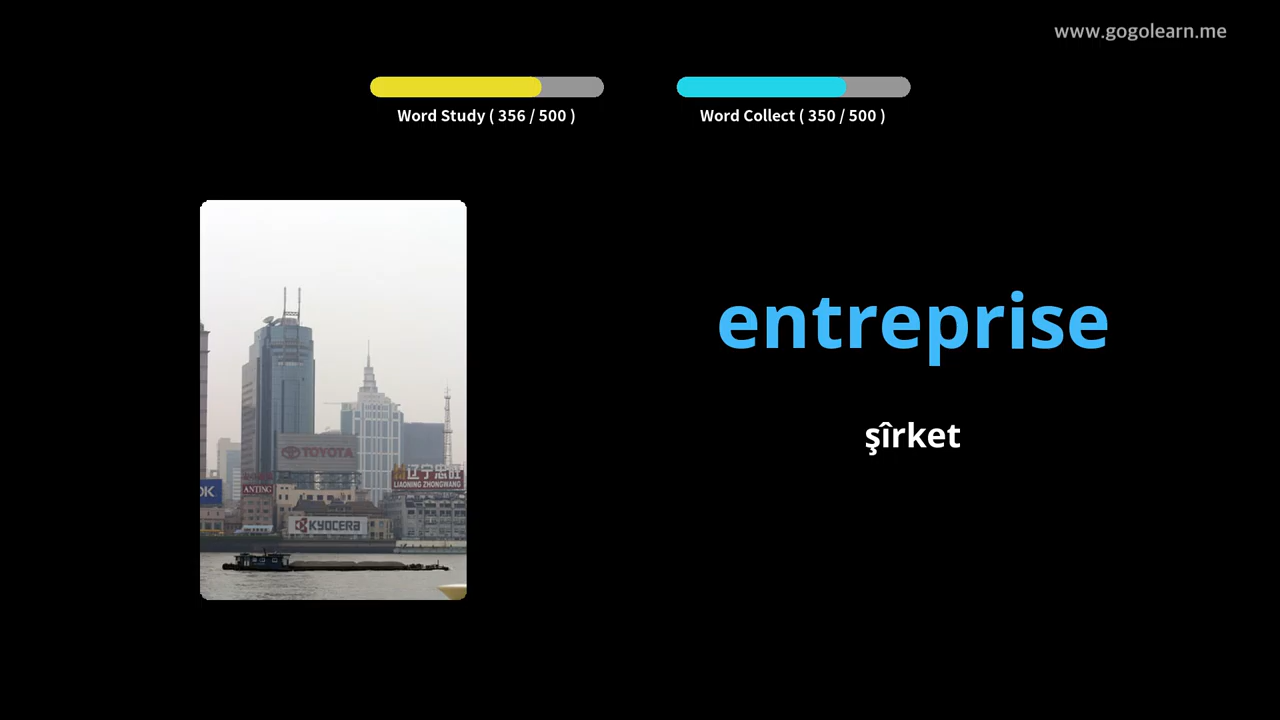 www.gogolearn.me
Word Study ( 356 / 500 )
Word Collect ( 350 / 500 )
entreprise
şîrket
TOYOTA
辽宁忠旺
LIAONING ZHONGWANG
OK
ANTING
KYOCERA